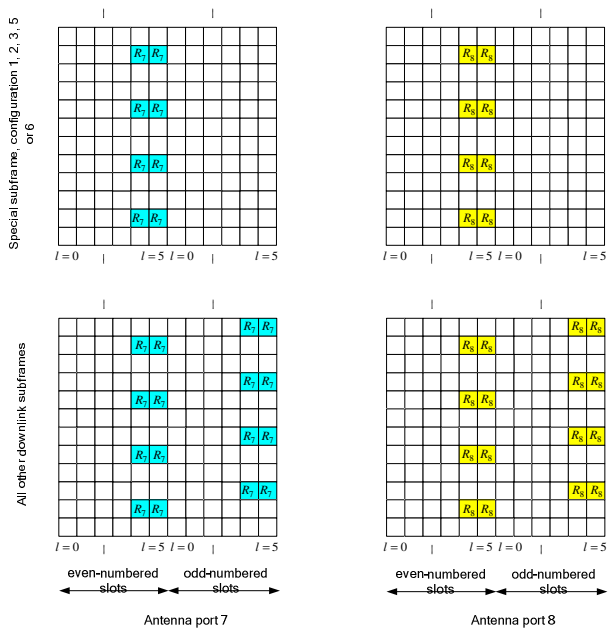 Special subframe, configuration 1, 2, 3, 5
or 6
R7 R7 R8 R8
R7 R7 R8 R8
R7 R7 R8 R8
R7 R7 R8 R8
l = 0 l = 5 l = 0 l = 5 l = 0 l = 5 l = 0 l = 5
All other downlink subframes
R7 R7 R8 R8
R7 R7 R8 R8
R7 R7 R8 R8
R7 R7 R8 R8
R7 R7 R8 R8
R7 R7 R8 R8
R7 R7 R8 R8
R7 R7 R8 R8
l = 0 l = 5 l = 0 l = 5 l = 0 l = 5 l = 0 l = 5
even-numbered
slots
odd-numbered
slots
even-numbered
slots
odd-numbered
slots
Antenna port 7
Antenna port 8